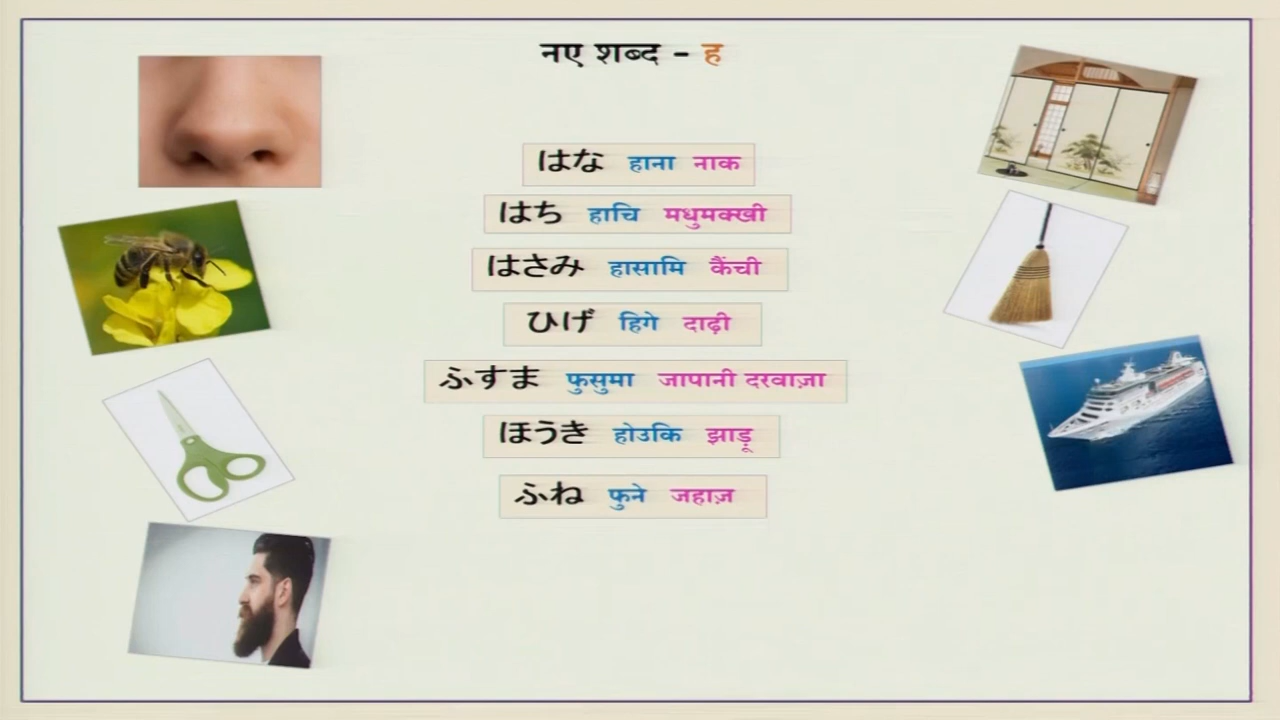 नए शब्द - ह
はな हाना नाक
はち हाचि मधुमक्खी
はさみ हासामि कैंची
ひげ हिगे दाढ़ी
ふすま फुसुमा जापानी दरवाज़ा
ほうき होउकि झाड़ू
ふね फुने जहाज़